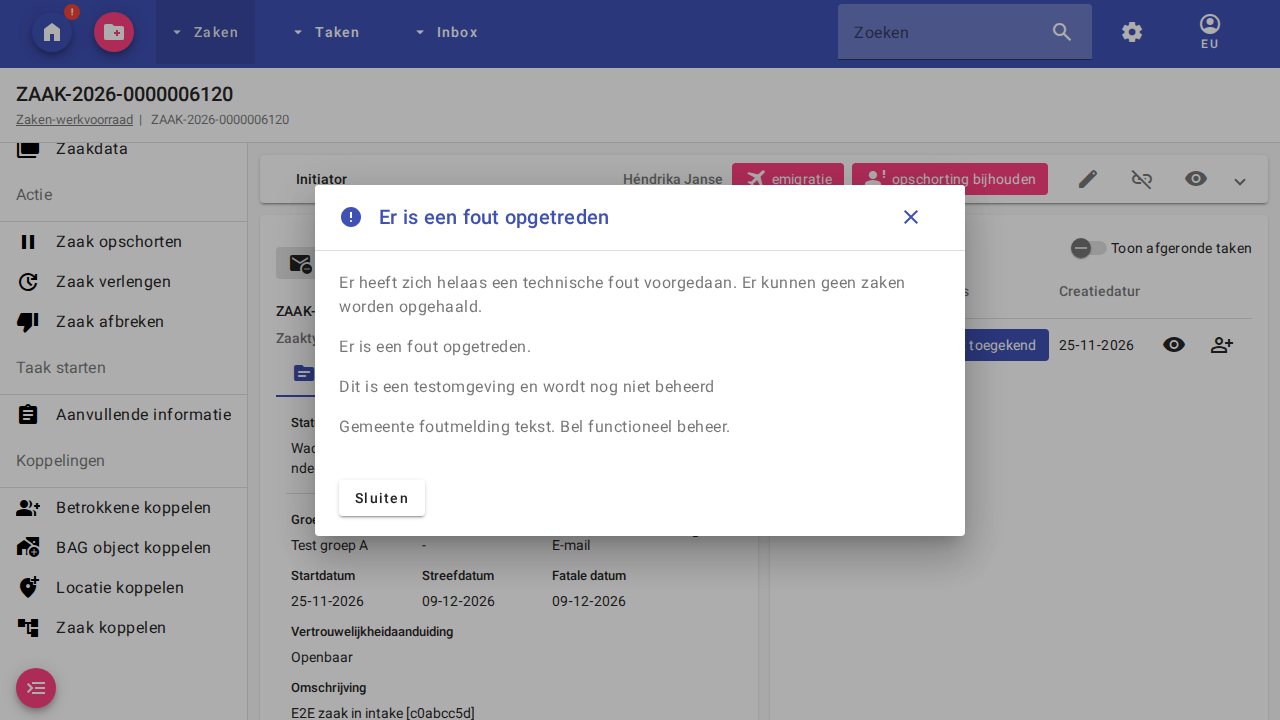 !
Zaken
Taken
Inbox
Zoeken
EU
ZAAK-2026-0000006120
Zaken-werkvoorraad | ZAAK-2026-0000006120
Zaakdata
Actie
Zaak opschorten
Zaak verlengen
Zaak afbreken
Taak starten
Aanvullende informatie
Koppelingen
Betrokkene koppelen
BAG object koppelen
Locatie koppelen
Zaak koppelen
Initiator
Héndrika Janse
emigratie
opschorting bijhouden
Er is een fout opgetreden
Er heeft zich helaas een technische fout voorgedaan. Er kunnen geen zaken
worden opgehaald.
Er is een fout opgetreden.
Dit is een testomgeving en wordt nog niet beheerd
Gemeente foutmelding tekst. Bel functioneel beheer.
Sluiten
Toon afgeronde taken
Creatiedatum
toegekend
25-11-2026
ZAAK-
Test groep A
-
E-mail
Startdatum
Streefdatum
Fatale datum
25-11-2026
09-12-2026
09-12-2026
Vertrouwelijkheidaanduiding
Openbaar
Omschrijving
E2E zaak in intake [c0abcc5d]